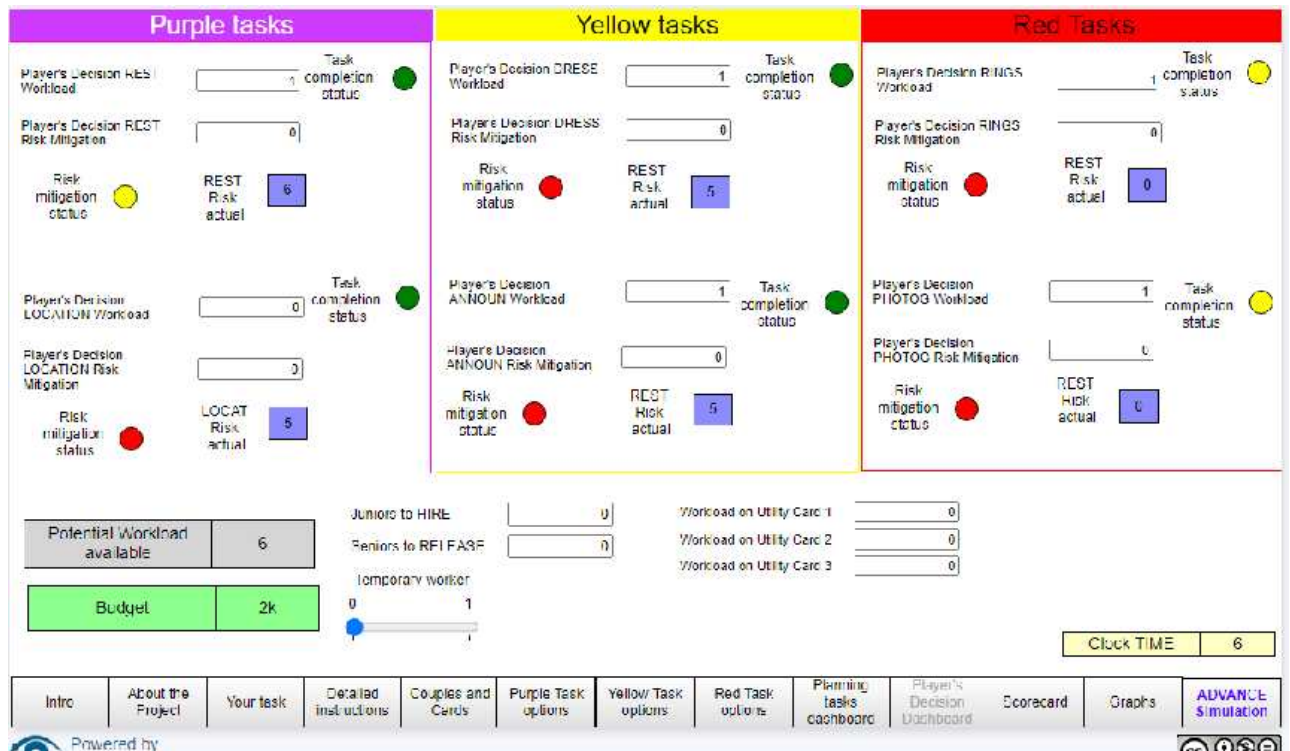 Purple tasks
Yellow tasks
Red Tasks
Player's Decision REST
Workload
1
Task
completion
status
Player's Decision REST
Risk Mitigation
0
Risk
mitigation
status
REST
Risk
actual
6
Player's Decision
LOCATION Workload
0
Task
completion
status
Player's Decision
LOCATION Risk
Mitigation
0
Risk
mitigation
status
LOCAT
Risk
actual
5
Player's Decision DRESS
Workload
1
Task
completion
status
Player's Decision DRESS
Risk Mitigation
0
Risk
mitigation
status
REST
Risk
actual
5
Player's Decision
ANNOUN Workload
1
Task
completion
status
Player's Decision
ANNOUN Risk Mitigation
0
Risk
mitigation
status
REST
Risk
actual
5
Player's Decision RINGS
Workload
1
Task
completion
status
Player's Decision RINGS
Risk Mitigation
0
Risk
mitigation
status
REST
Risk
actual
0
Player's Decision
PHOTOG Workload
1
Task
completion
status
Player's Decision
PHOTOG Risk Mitigation
0
Risk
mitigation
status
REST
Risk
actual
0
Potential Workload
available
6
Budget
2k
Juniors to HIRE
0
Seniors to RELEASE
0
Temporary worker
0 1
Workload on Utility Card 1
0
Workload on Utility Card 2
0
Workload on Utility Card 3
0
Clock TIME
6
Intro
About the
Project
Your task
Detailed
instructions
Couples and
Cards
Purple Task
options
Yellow Task
options
Red Task
options
Planning
tasks
dashboard
Player's
Decision
Dashboard
Scorecard
Graphs
ADVANCE
Simulation
Powered by